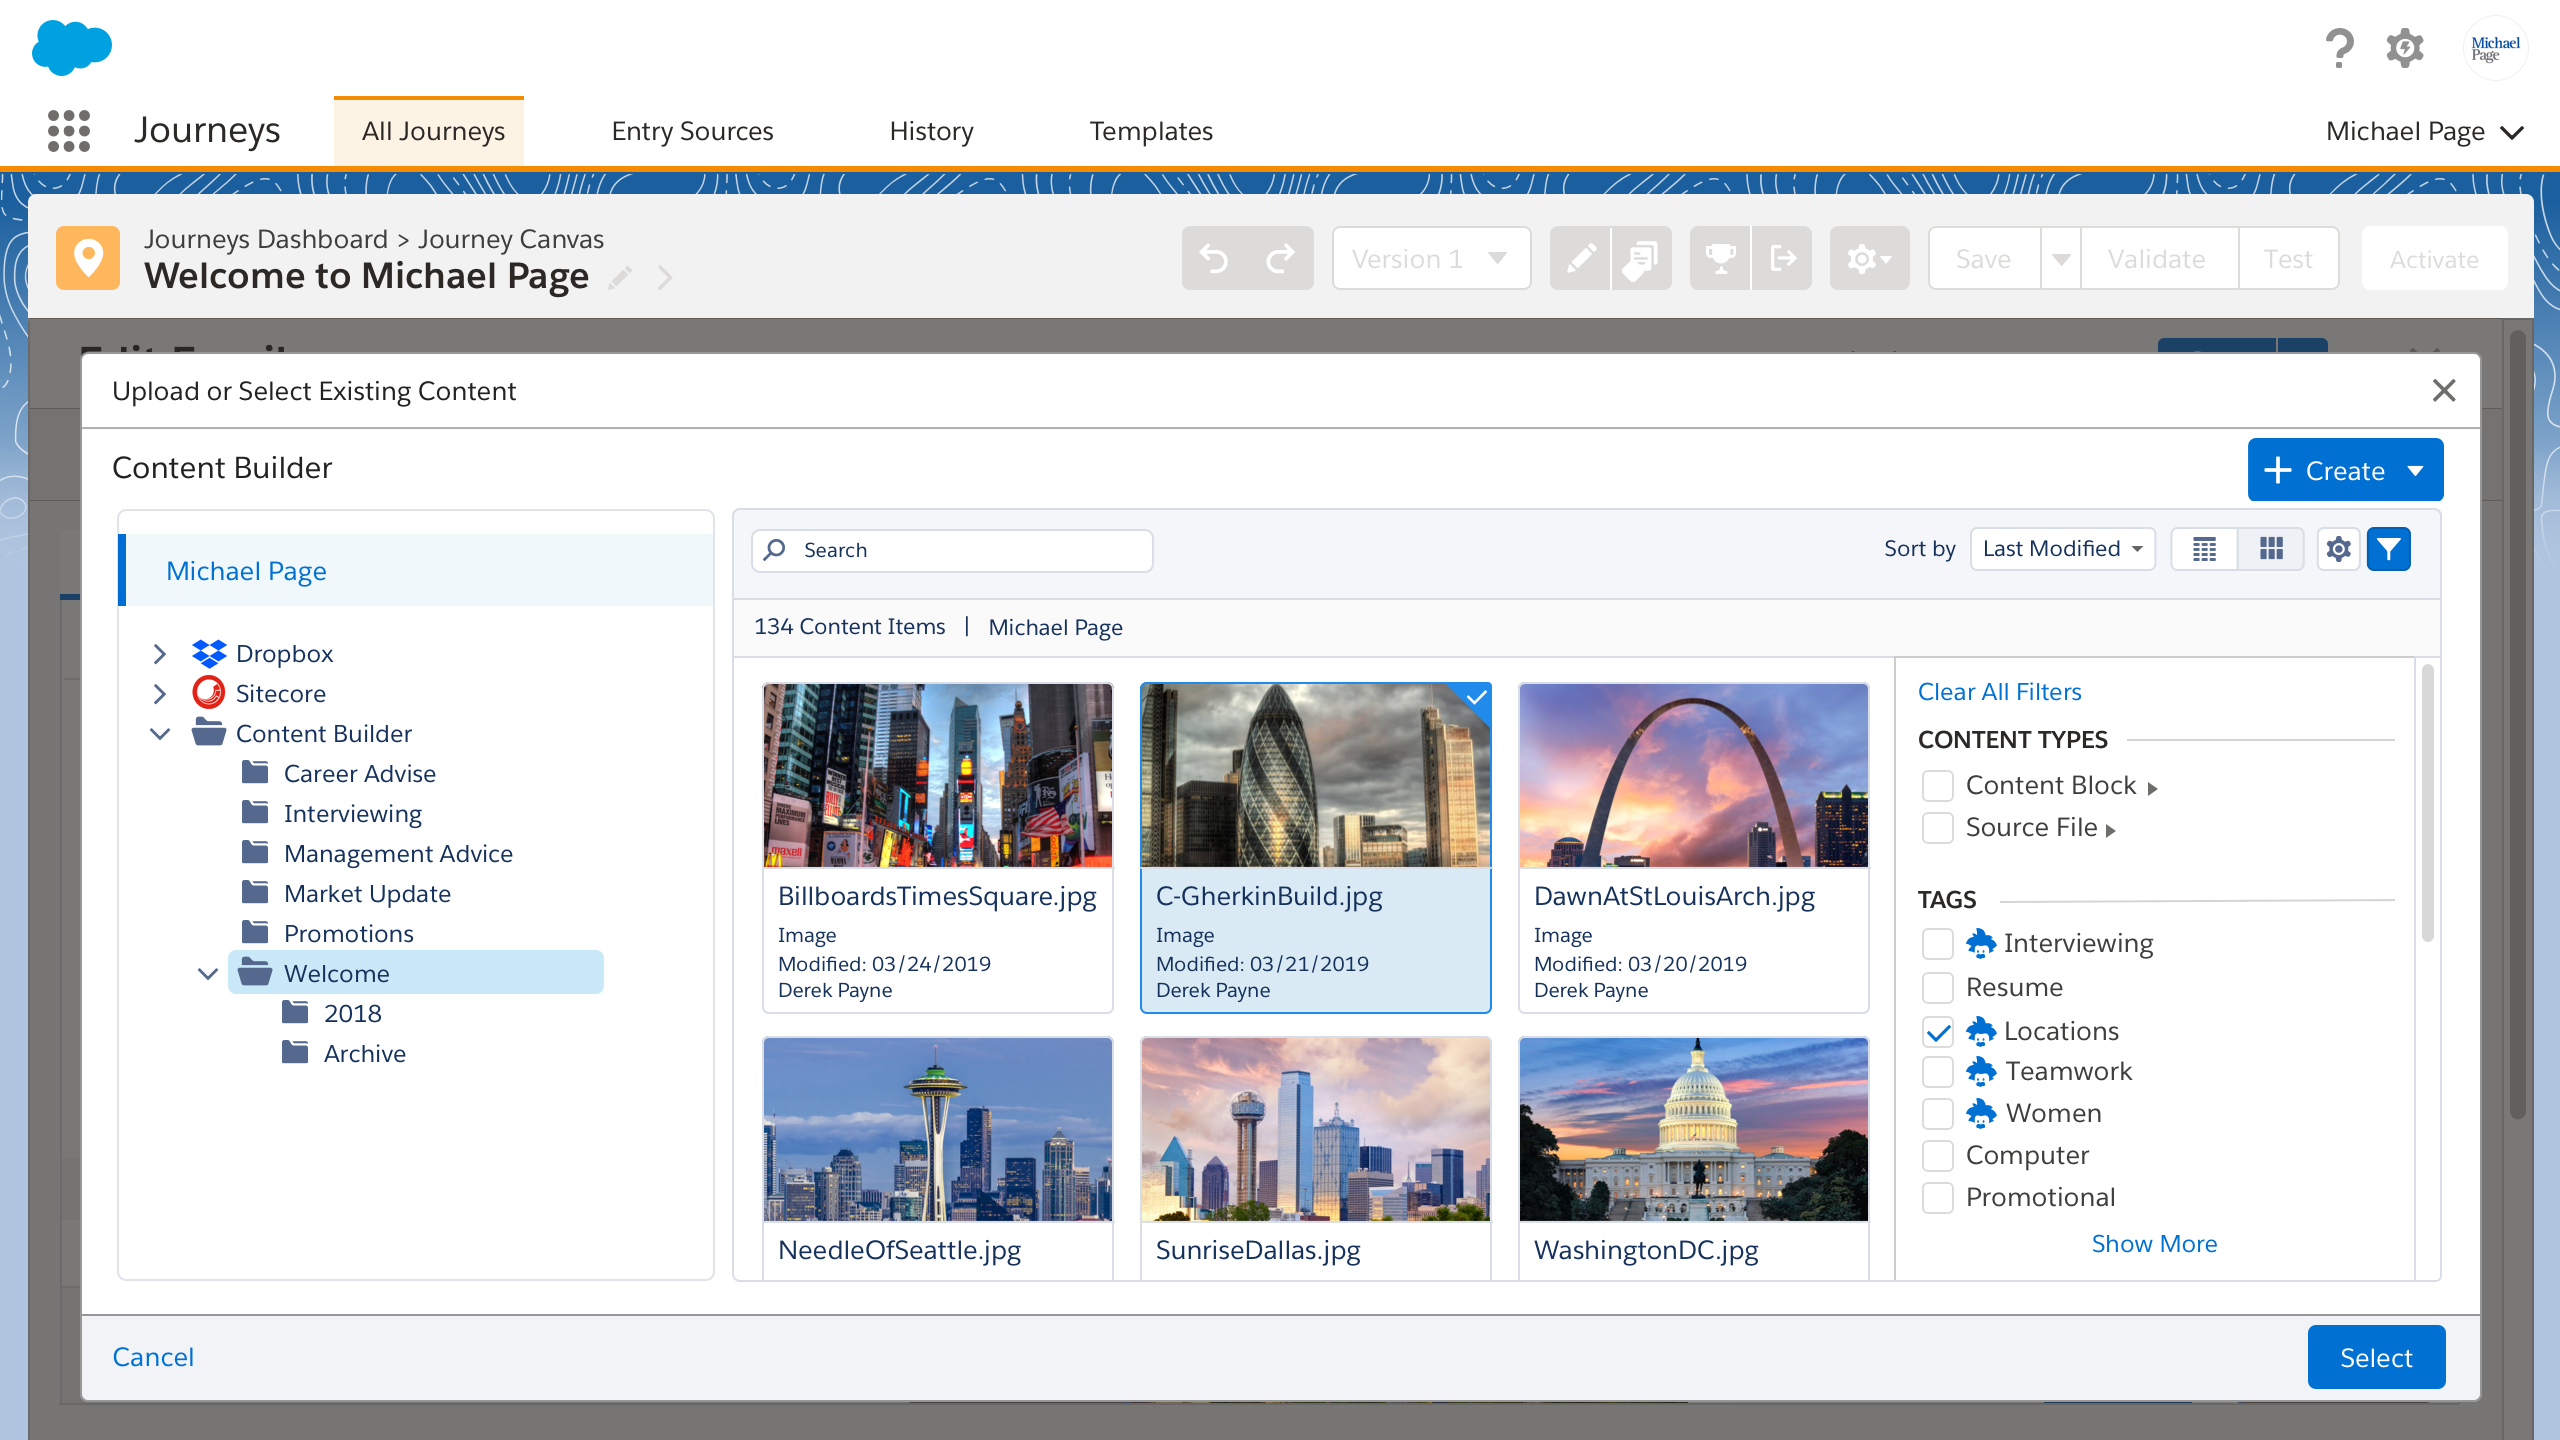 Michael
Page
Journeys
All Journeys
Entry Sources
History
Templates
Michael Page
Journeys Dashboard > Journey Canvas
Welcome to Michael Page
Version 1
Save
Validate
Test
Activate
Upload or Select Existing Content
Content Builder
Create
Michael Page
Dropbox
Sitecore
Content Builder
Career Advise
Interviewing
Management Advice
Market Update
Promotions
Welcome
2018
Archive
Search
Sort by
Last Modified
134 Content Items | Michael Page
BillboardsTimesSquare.jpg
Image
Modified: 03/24/2019
Derek Payne
C-GherkinBuild.jpg
Image
Modified: 03/21/2019
Derek Payne
DawnAtStLouisArch.jpg
Image
Modified: 03/20/2019
Derek Payne
NeedleOfSeattle.jpg
SunriseDallas.jpg
WashingtonDC.jpg
Clear All Filters
CONTENT TYPES
Content Block
Source File
TAGS
Interviewing
Resume
Locations
Teamwork
Women
Computer
Promotional
Show More
Cancel
Select